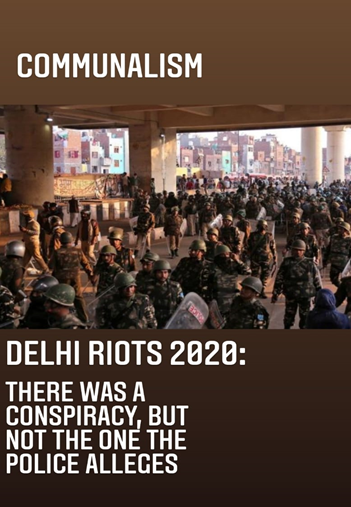 COMMUNALISM
DELHI RIOTS 2020:
THERE WAS A
CONSPIRACY, BUT
NOT THE ONE THE
POLICE ALLEGES